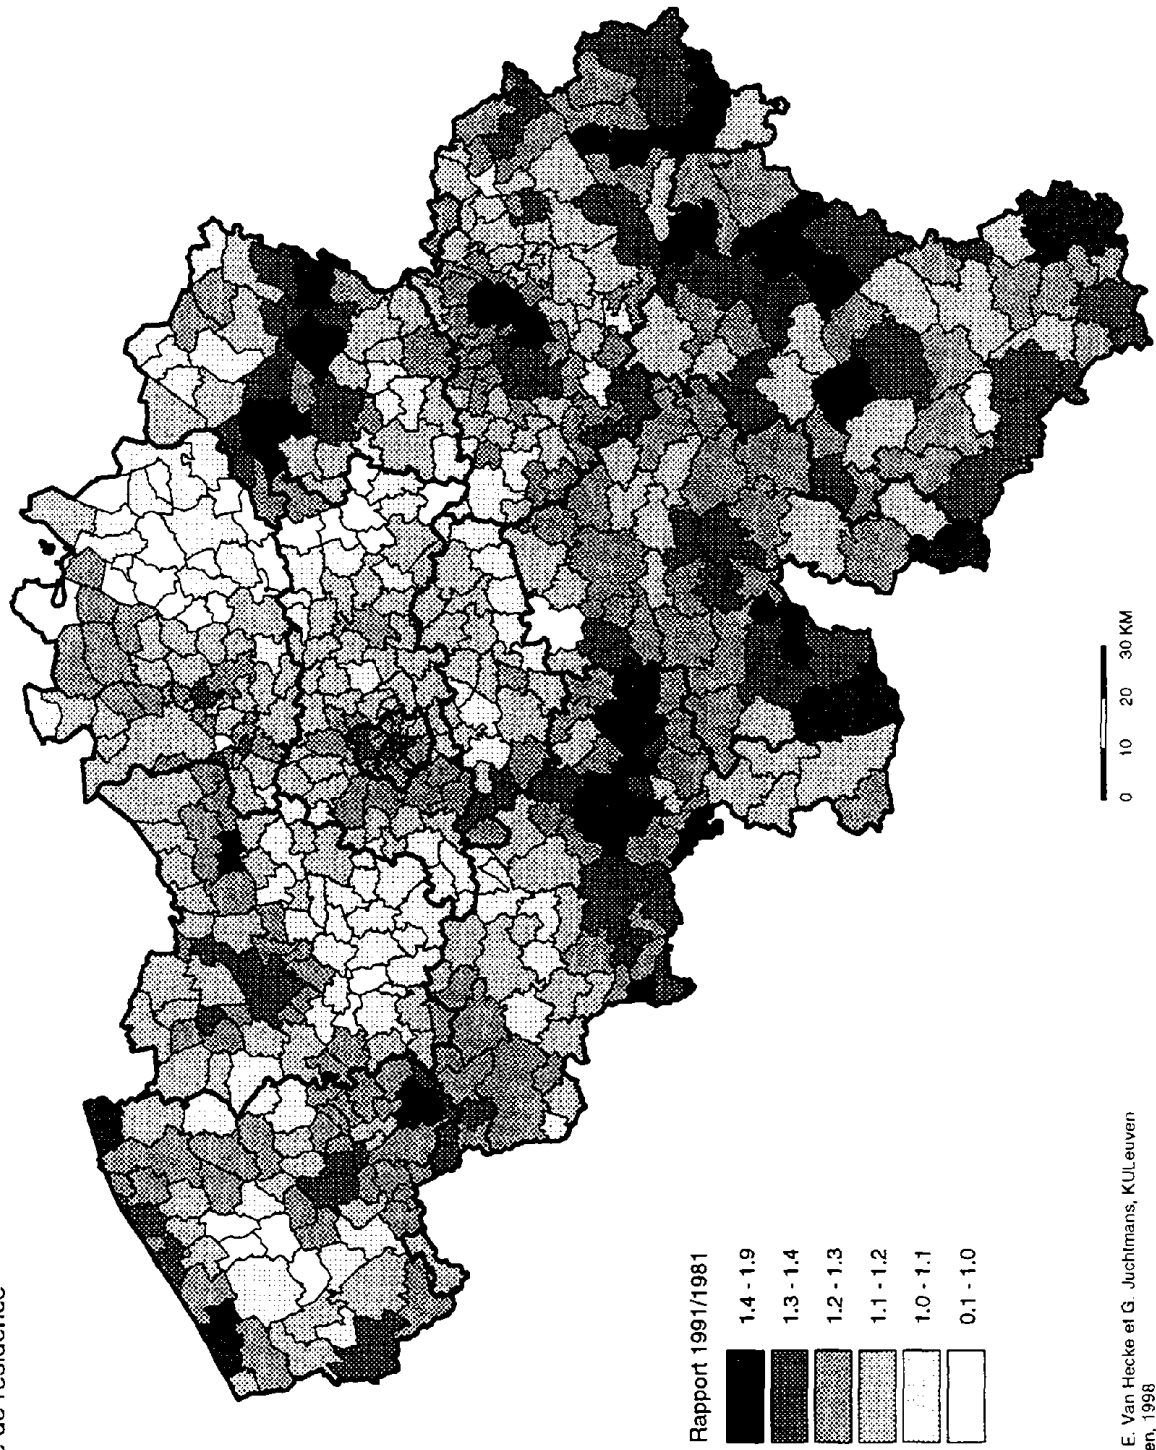 de résidence
Rapport 1991/1981
1.4 - 1.9
1.3 - 1.4
1.2 - 1.3
1.1 - 1.2
1.0 - 1.1
0.1 - 1.0
0 10 20 30 KM
E. Van Hecke et G. Juchtmans, KULeuven
en, 1998